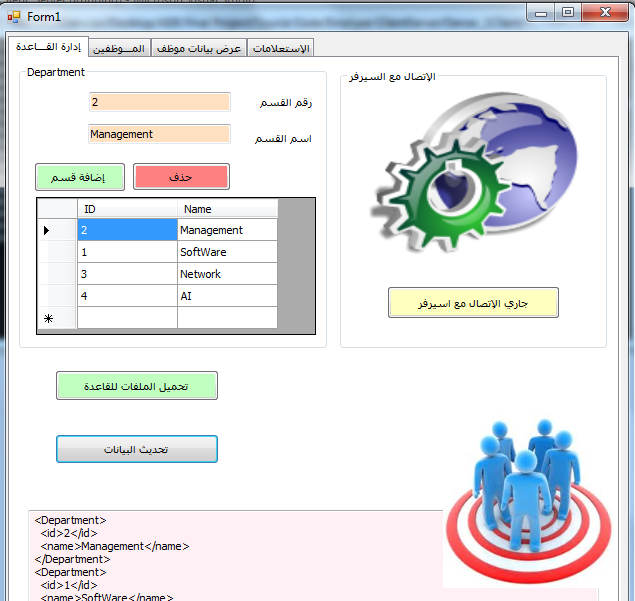 Form1
إدارة القـــاعدة
المـــوظفين
عرض بيانات موظف
الإستعلامات
Department
2
رقم القسم
Management
اسم القسم
إضافة قسم
حذف
ID Name
2 Management
1 SoftWare
3 Network
4 AI
الإتصال مع السيرفر
جاري الإتصال مع اسيرفر
تحميل الملفات للقاعدة
تحديث البيانات
<Department>
<id>2</id>
<name>Management</name>
</Department>
<Department>
<id>1</id>
<name>SoftWare</name>